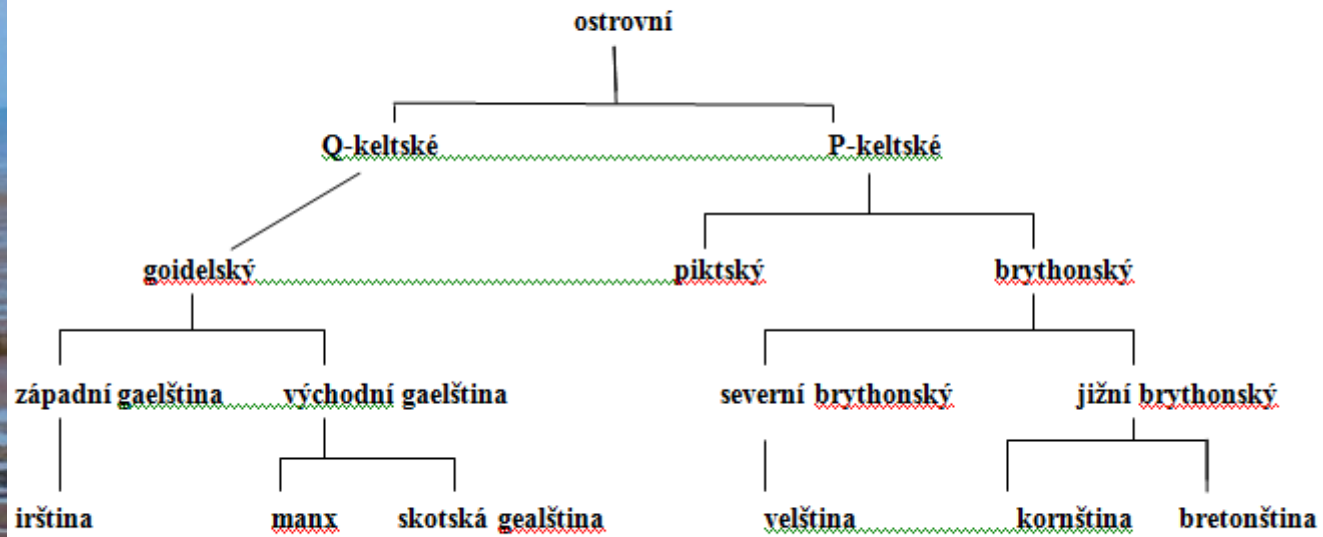 ostrovní
Q-keltské P-keltské
goidelský piktský brythonský
západní gaelština východní gaelština severní brythonský jižní brythonský
irština manx skotská gealština velština kornština bretonština